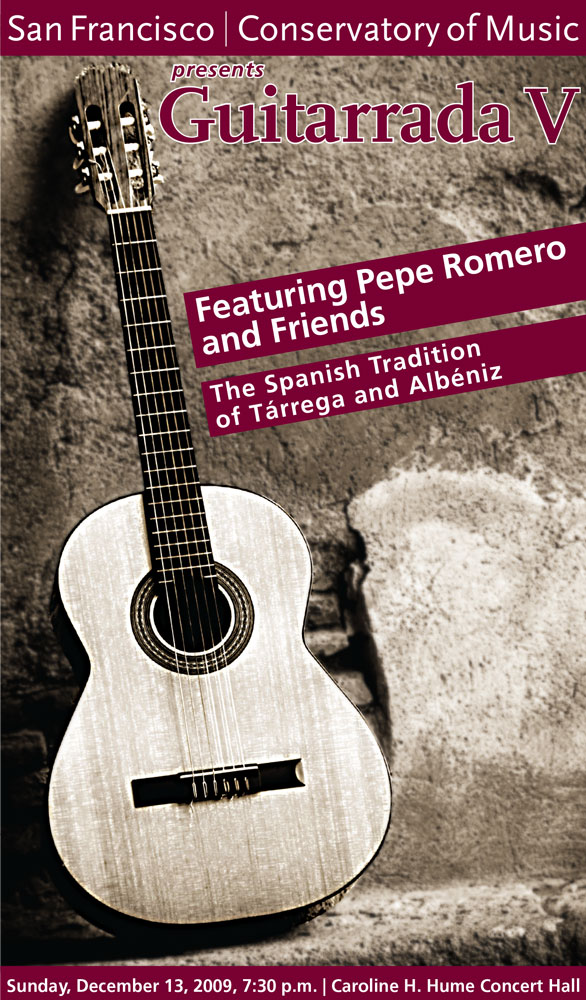 San Francisco | Conservatory of Music
presents
Guitarrada V
Featuring Pepe Romero
and Friends
The Spanish Tradition
of Tárrega and Albéniz
Sunday, December 13, 2009, 7:30 p.m. | Caroline H. Hume Concert Hall